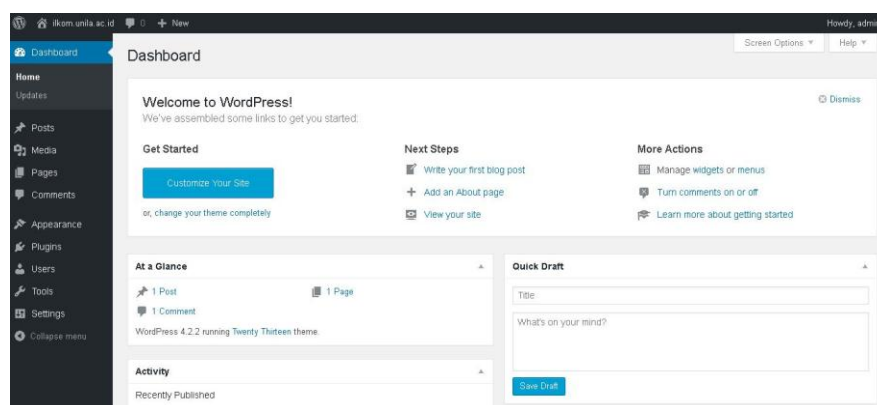 ilkom.unila.ac.id 0 + New Howdy, admi
Dashboard
Home
Updates
Posts
Media
Pages
Comments
Appearance
Plugins
Users
Tools
Settings
Collapse menu
Screen Options Help
Dashboard
Welcome to WordPress!
We've assembled some links to get you started:
Dismiss
Get Started
Customize Your Site
or, change your theme completely
Next Steps
Write your first blog post
Add an About page
View your site
More Actions
Manage widgets or menus
Turn comments on or off
Learn more about getting started
At a Glance
1 Post 1 Page
1 Comment
WordPress 4.2.2 running Twenty Thirteen theme.
Activity
Recently Published
Quick Draft
Title
What's on your mind?
Save Draft